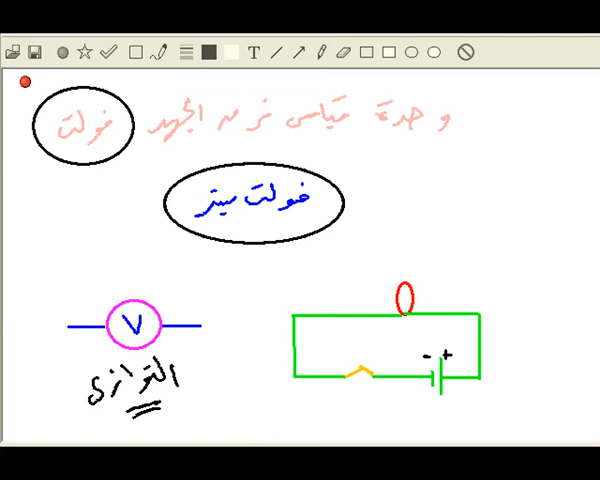 وحدة قياس فرق الجهد فولت
فولت ميتر
V
التوازي
- +